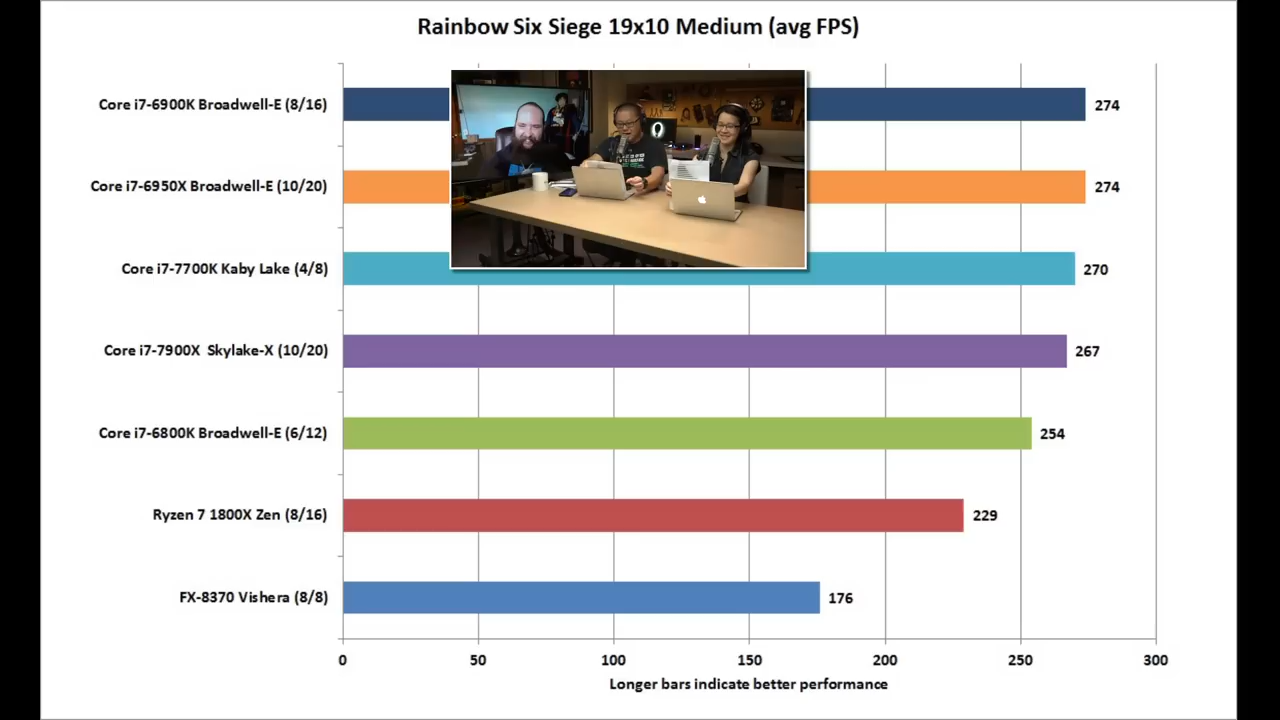 Rainbow Six Siege 19x10 Medium (avg FPS)
Core i7-6900K Broadwell-E (8/16)
274
Core i7-6950X Broadwell-E (10/20)
274
Core i7-7700K Kaby Lake (4/8)
270
Core i7-7900X  Skylake-X (10/20)
267
Core i7-6800K Broadwell-E (6/12)
254
Ryzen 7 1800X Zen (8/16)
229
FX-8370 Vishera (8/8)
176
0 50 100 150 200 250 300
Longer bars indicate better performance